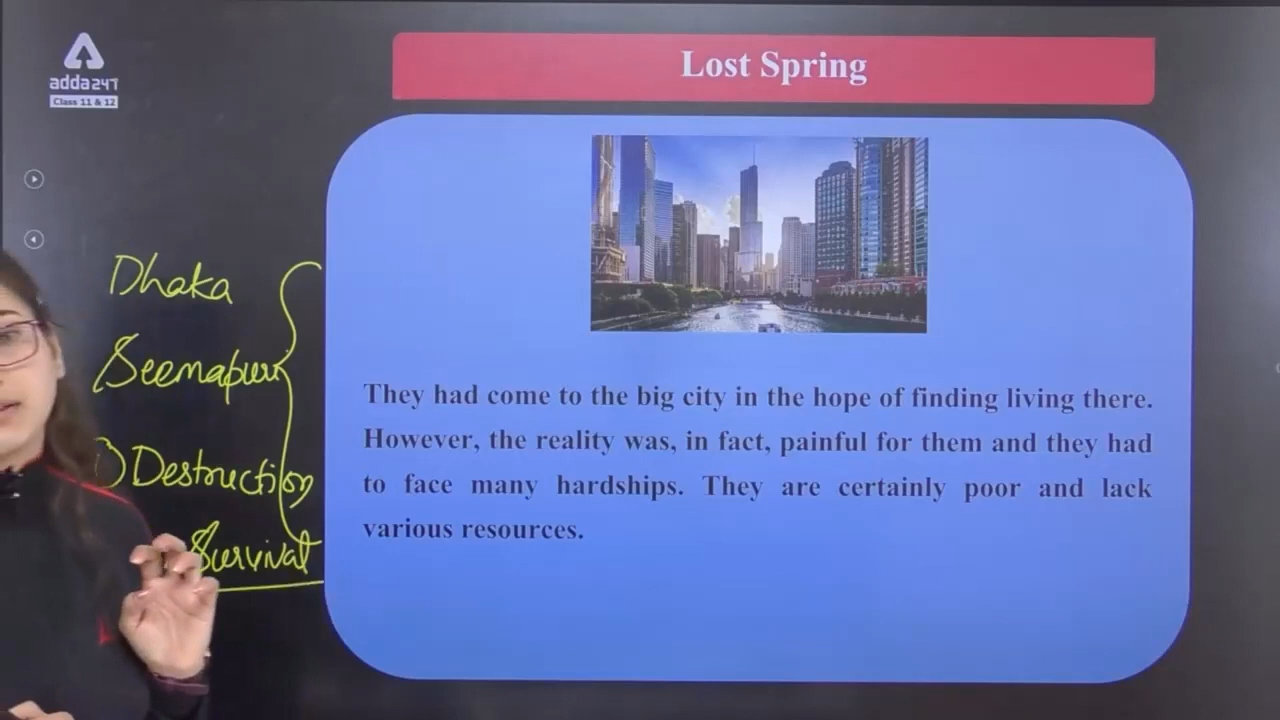 adda247
Class 11 & 12
Lost Spring
Dhaka
Seemapuri
Destruction
Survival
They had come to the big city in the hope of finding living there.
However, the reality was, in fact, painful for them and they had
to face many hardships. They are certainly poor and lack
various resources.